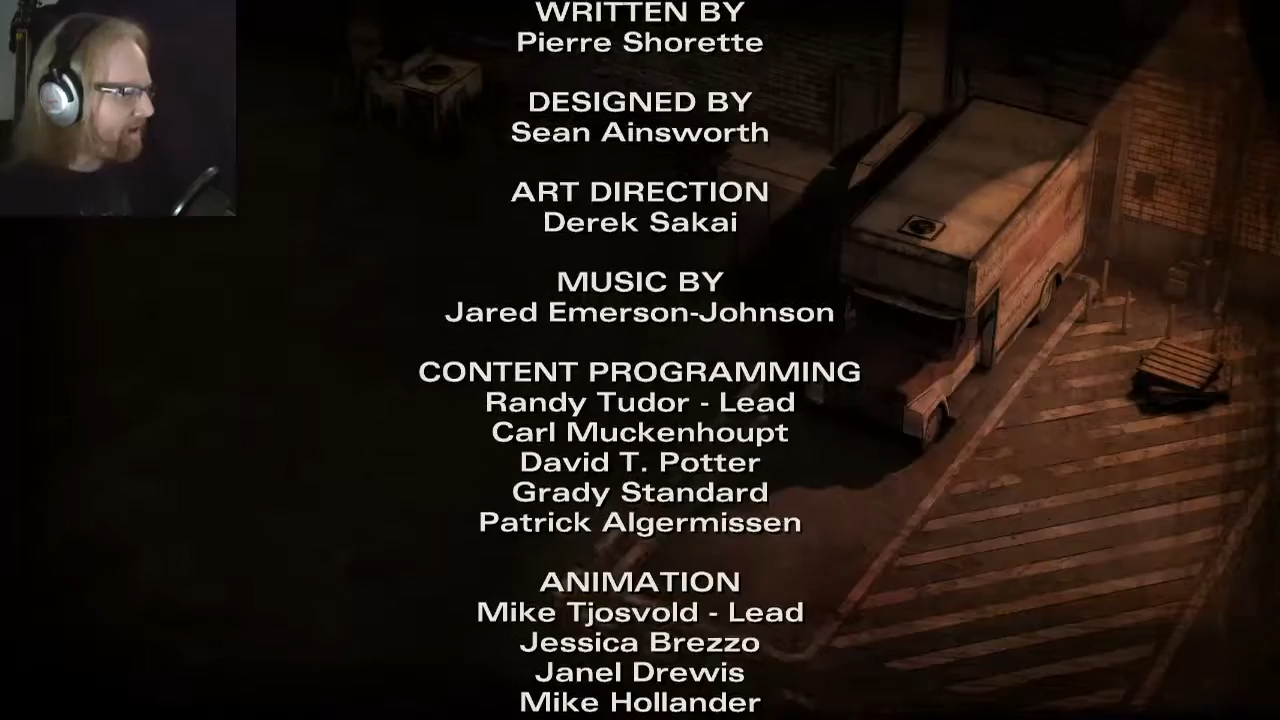 WRITTEN BY
Pierre Shorette
DESIGNED BY
Sean Ainsworth
ART DIRECTION
Derek Sakai
MUSIC BY
Jared Emerson-Johnson
CONTENT PROGRAMMING
Randy Tudor - Lead
Carl Muckenhoupt
David T. Potter
Grady Standard
Patrick Algermissen
ANIMATION
Mike Tjosvold - Lead
Jessica Brezzo
Janel Drewis
Mike Hollander